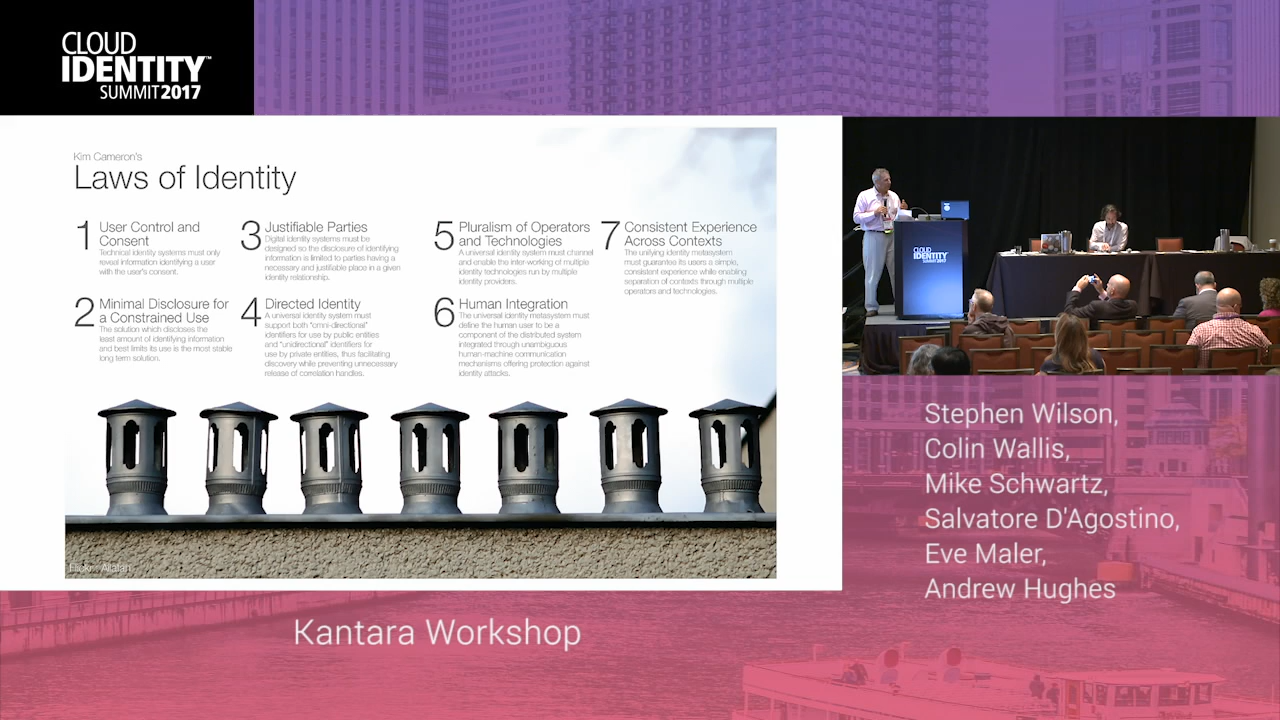 CLOUD
IDENTITY™
SUMMIT 2017
Kim Cameron's
Laws of Identity
1 User Control and
Consent
Technical identity systems must only
reveal information identifying a user
with the user's consent.
2 Minimal Disclosure for
a Constrained Use
The solution which discloses the
least amount of identifying information
and best limits its use is the most stable
long term solution.
3 Justifiable Parties
Digital identity systems must be
designed so the disclosure of identifying
information is limited to parties having a
necessary and justifiable place in a given
identity relationship.
4 Directed Identity
A universal identity system must
support both "omni-directional"
identifiers for use by public entities
and "unidirectional" identifiers for
use by private entities, thus facilitating
discovery while preventing unnecessary
release of correlation handles.
5 Pluralism of Operators
and Technologies
A universal identity system must channel
and enable the inter-working of multiple
identity technologies run by multiple
identity providers.
6 Human Integration
The universal identity metasystem must
define the human user to be a
component of the distributed system
integrated through unambiguous
human-machine communication
mechanisms offering protection against
identity attacks.
7 Consistent Experience
Across Contexts
The unifying identity metasystem
must guarantee its users a simple,
consistent experience while enabling
separation of contexts through multiple
operators and technologies.
CLOUD
IDENTITY
SUMMIT 2017
Stephen Wilson,
Colin Wallis,
Mike Schwartz,
Salvatore D'Agostino,
Eve Maler,
Andrew Hughes
Kantara Workshop